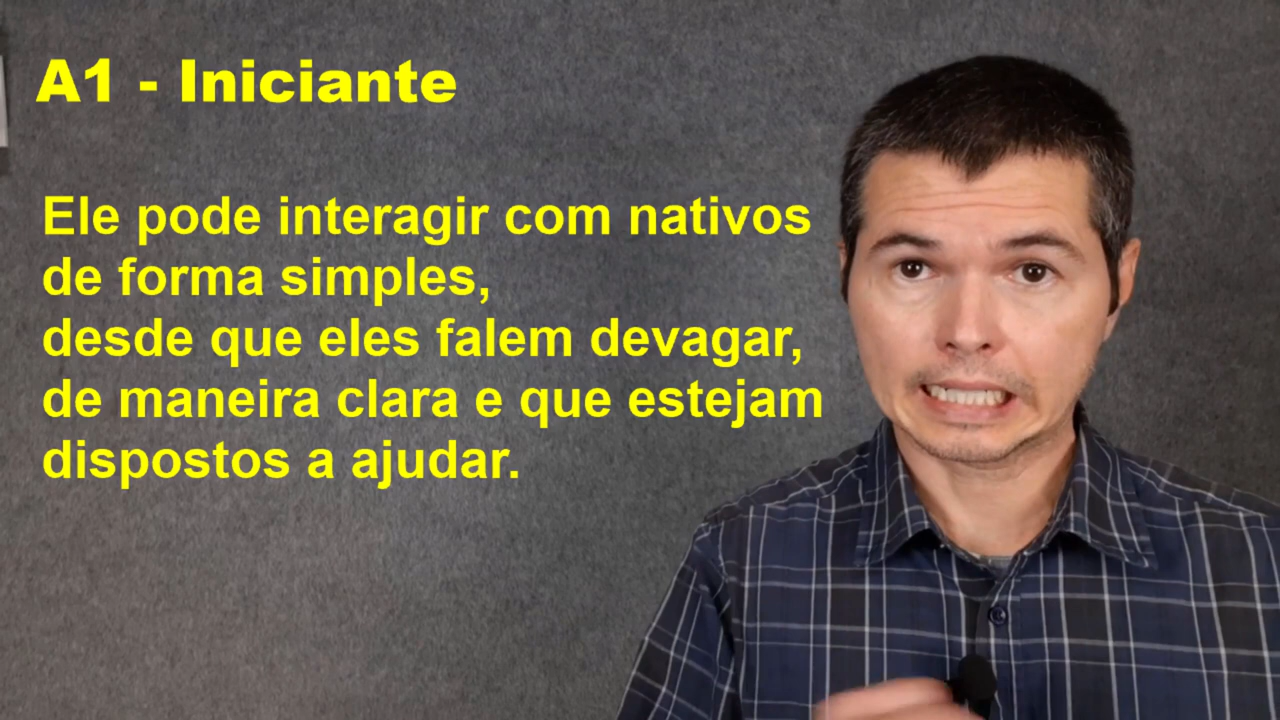 A1 - Iniciante
Ele pode interagir com nativos
de forma simples,
desde que eles falem devagar,
de maneira clara e que estejam
dispostos a ajudar.